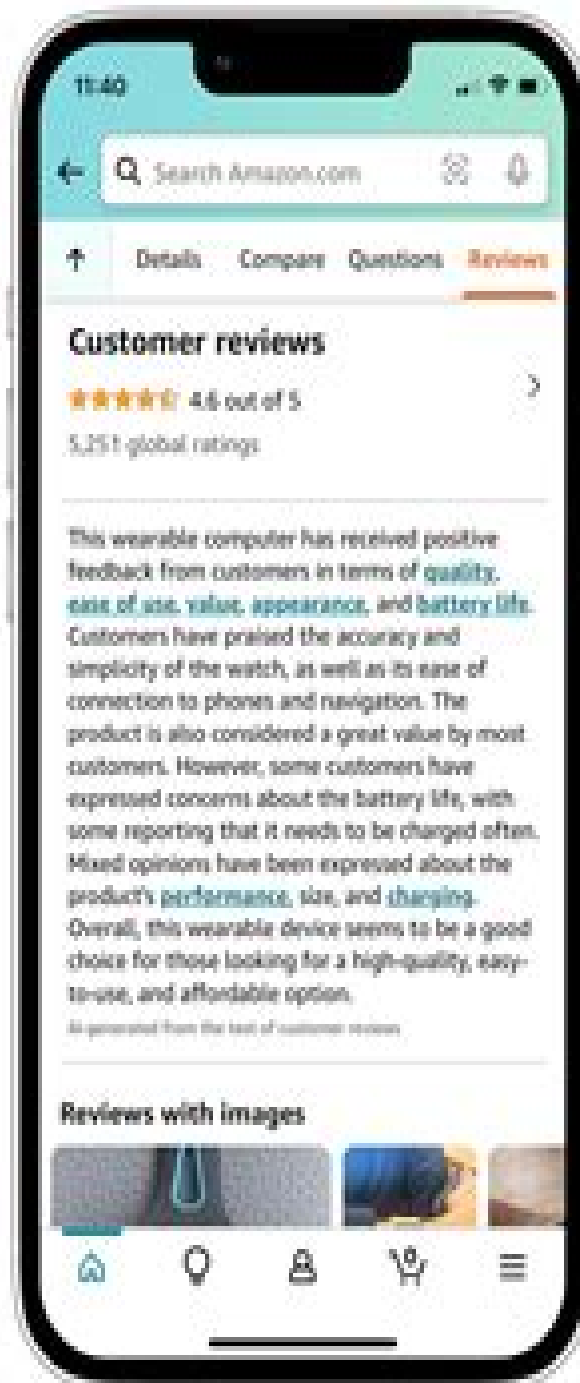 11:40
Search Amazon.com
Details Compare Questions Reviews
Customer reviews
4.6 out of 5
5,251 global ratings
This wearable computer has received positive
feedback from customers in terms of quality,
ease of use, value, appearance, and battery life.
Customers have praised the accuracy and
simplicity of the watch, as well as its ease of
connection to phones and navigation. The
product is also considered a great value by most
customers. However, some customers have
expressed concerns about the battery life, with
some reporting that it needs to be charged often.
Mixed opinions have been expressed about the
product's performance, size, and charging.
Overall, this wearable device seems to be a good
choice for those looking for a high-quality, easy-
to-use, and affordable option.
AI-generated from the text of customer reviews
Reviews with images
0